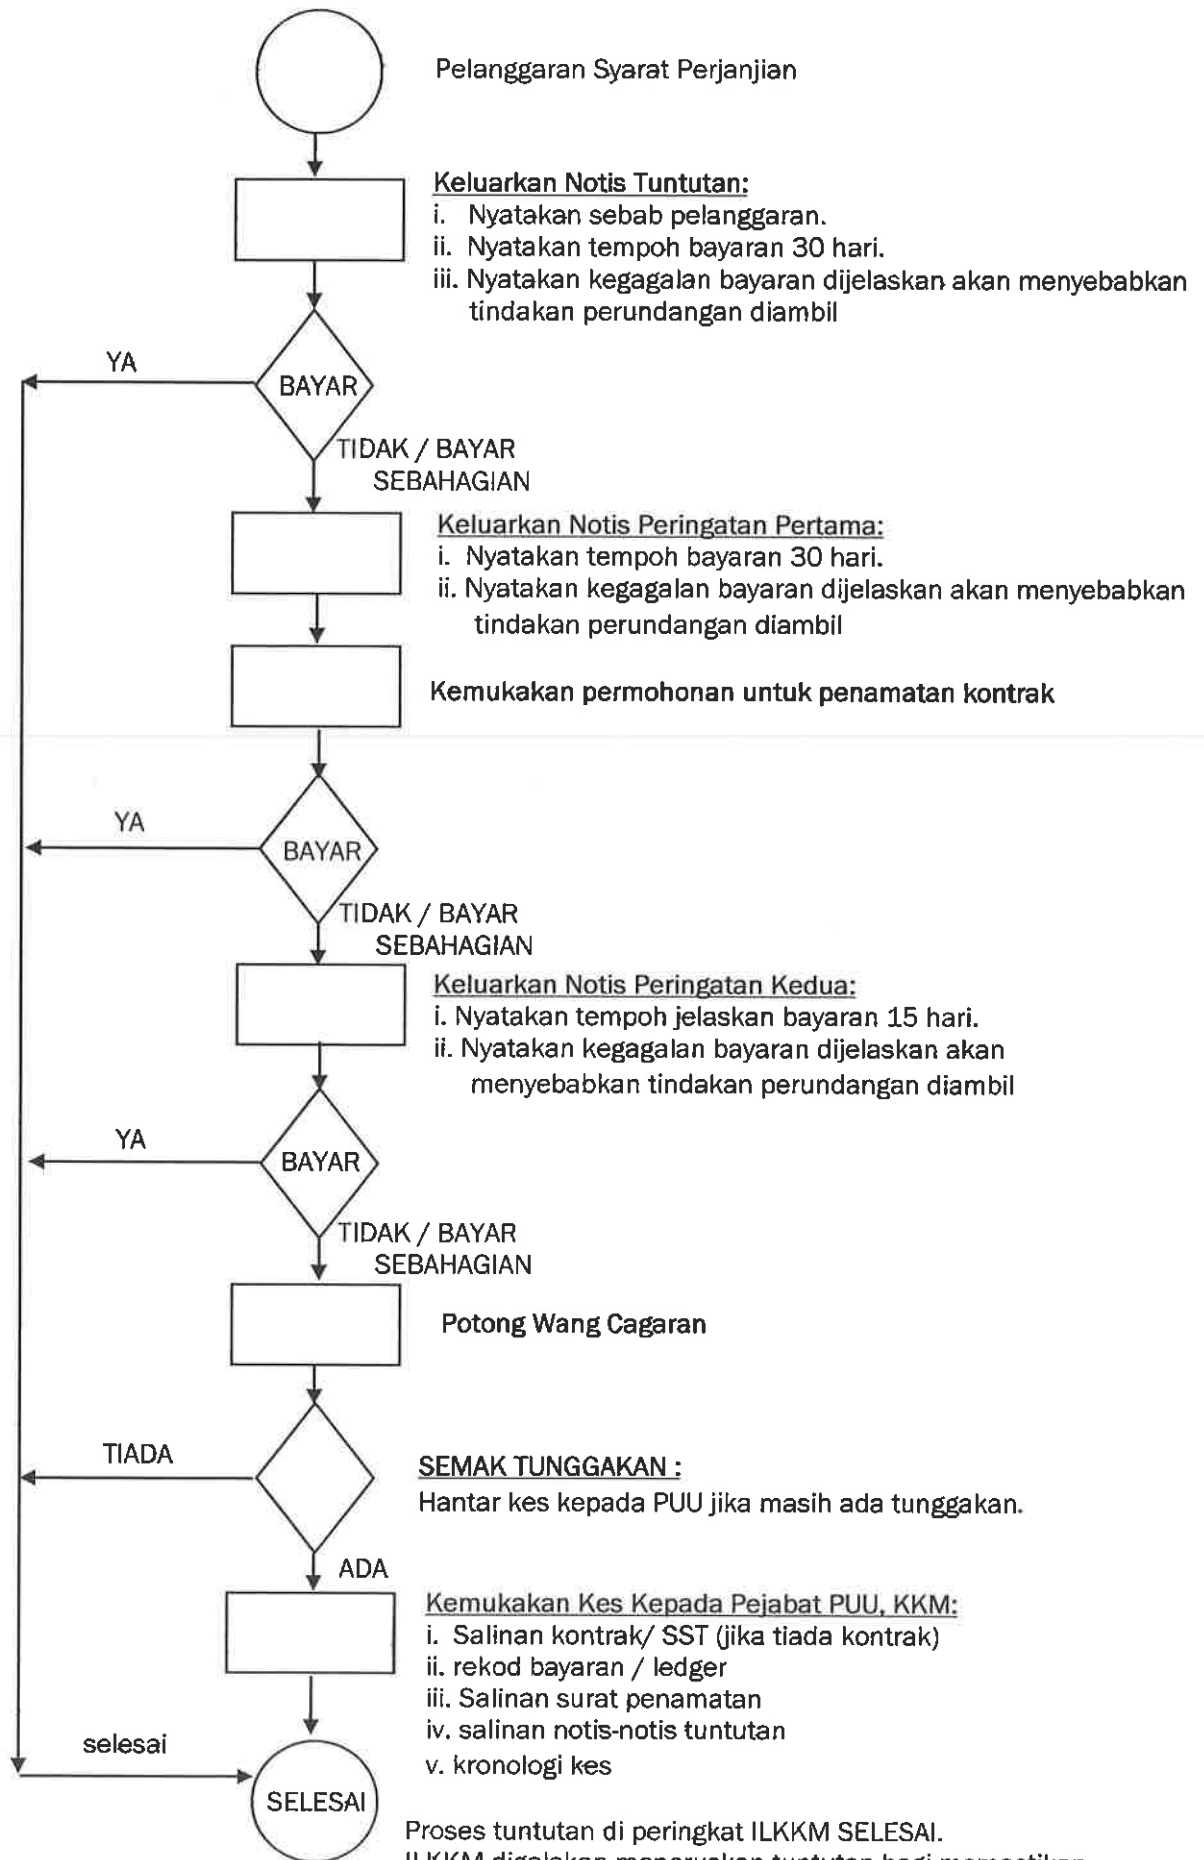 Pelanggaran Syarat Perjanjian
Keluarkan Notis Tuntutan:
i. Nyatakan sebab pelanggaran.
ii. Nyatakan tempoh bayaran 30 hari.
iii. Nyatakan kegagalan bayaran dijelaskan akan menyebabkan
tindakan perundangan diambil
YA
BAYAR
TIDAK / BAYAR
SEBAHAGIAN
Keluarkan Notis Peringatan Pertama:
i. Nyatakan tempoh bayaran 30 hari.
ii. Nyatakan kegagalan bayaran dijelaskan akan menyebabkan
tindakan perundangan diambil
Kemukakan permohonan untuk penamatan kontrak
YA
BAYAR
TIDAK / BAYAR
SEBAHAGIAN
Keluarkan Notis Peringatan Kedua:
i. Nyatakan tempoh jelaskan bayaran 15 hari.
ii. Nyatakan kegagalan bayaran dijelaskan akan
menyebabkan tindakan perundangan diambil
YA
BAYAR
TIDAK / BAYAR
SEBAHAGIAN
Potong Wang Cagaran
TIADA
SEMAK TUNGGAKAN :
Hantar kes kepada PUU jika masih ada tunggakan.
ADA
Kemukakan Kes Kepada Pejabat PUU, KKM:
i. Salinan kontrak/ SST (jika tiada kontrak)
ii. rekod bayaran / ledger
iii. Salinan surat penamatan
iv. salinan notis-notis tuntutan
v. kronologi kes
selesai
SELESAI
Proses tuntutan di peringkat ILKKM SELESAI.
ILKKM digalakan meneruskan tuntutan bagi memastikan